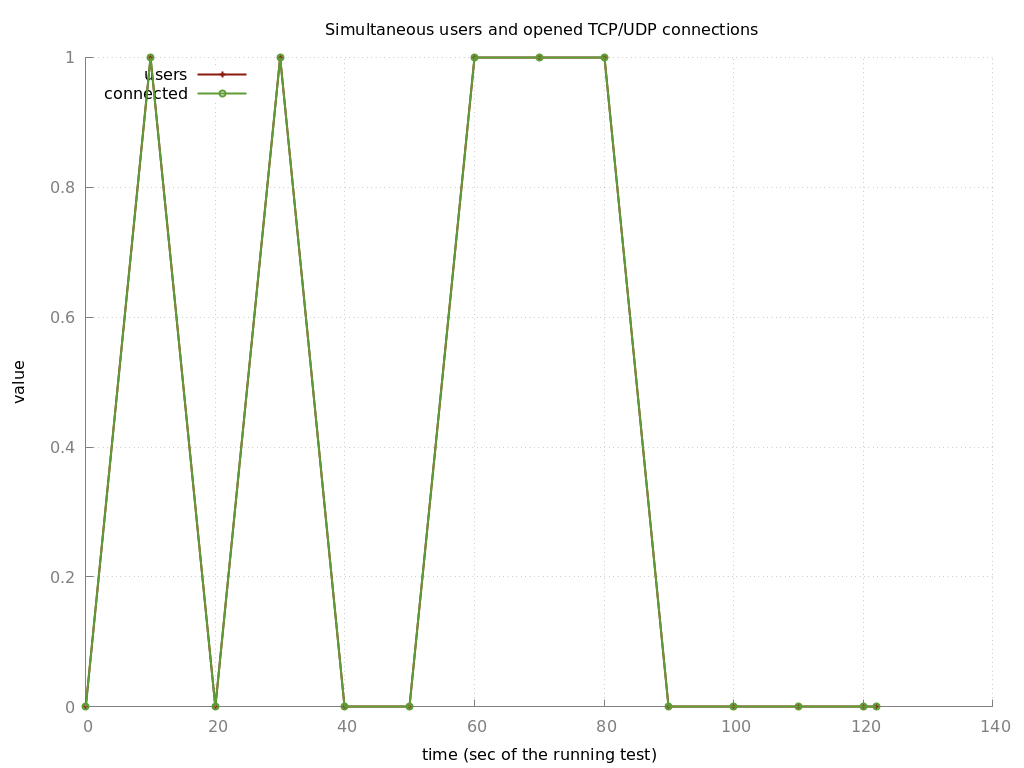 Simultaneous users and opened TCP/UDP connections
users
connected
1
0.8
0.6
0.4
0.2
0
value
0 20 40 60 80 100 120 140
time (sec of the running test)